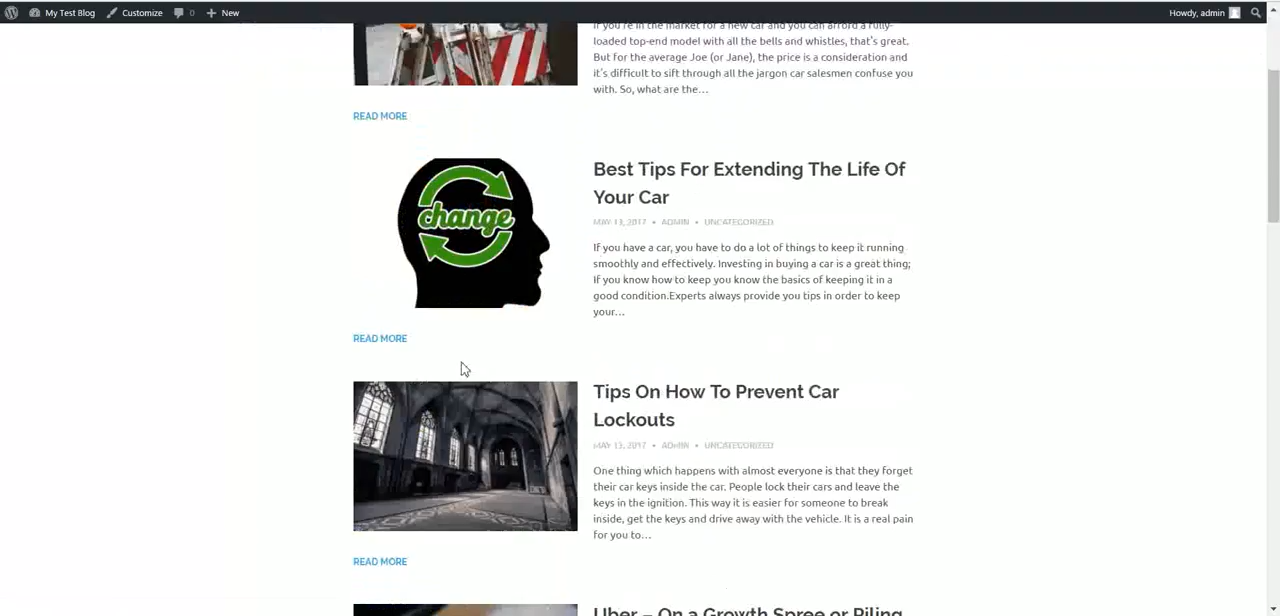 My Test Blog Customize 0 New Howdy, admin
If you're in the market for a new car and you can afford a fully-
loaded top-end model with all the bells and whistles, that's great.
But for the average Joe (or Jane), the price is a consideration and
it's difficult to sift through all the jargon car salesmen confuse you
with. So, what are the…
READ MORE
change
Best Tips For Extending The Life Of
Your Car
MAY 13, 2017 • ADMIN • UNCATEGORIZED
If you have a car, you have to do a lot of things to keep it running
smoothly and effectively. Investing in buying a car is a great thing;
If you know how to keep you know the basics of keeping it in a
good condition.Experts always provide you tips in order to keep
your…
READ MORE
Tips On How To Prevent Car
Lockouts
MAY 13, 2017 • ADMIN • UNCATEGORIZED
One thing which happens with almost everyone is that they forget
their car keys inside the car. People lock their cars and leave the
keys in the ignition. This way it is easier for someone to break
inside, get the keys and drive away with the vehicle. It is a real pain
for you to…
READ MORE
Uber – On a Growth Spree or Piling